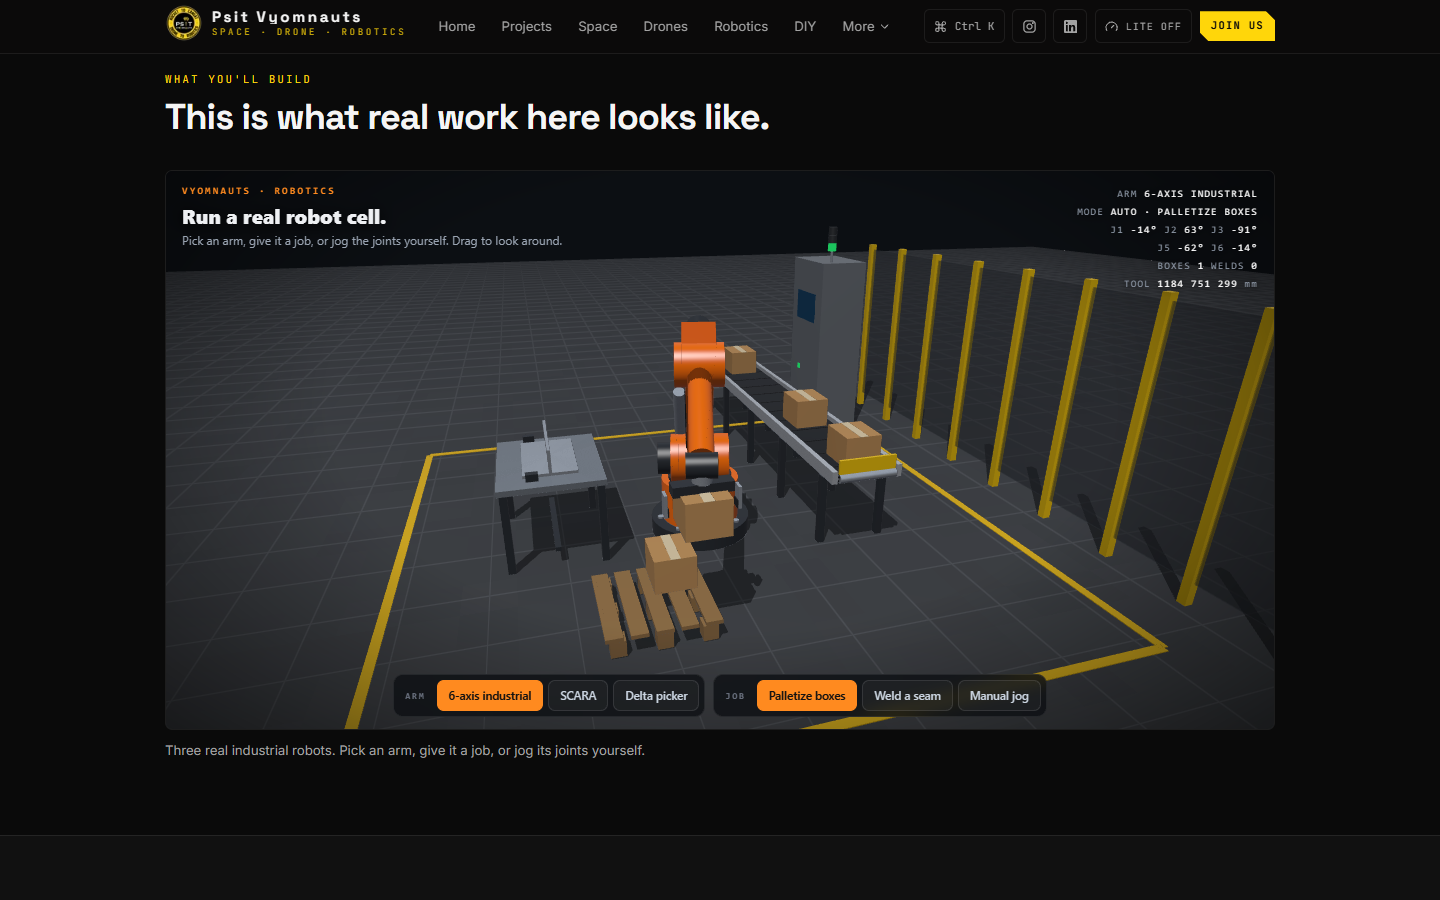 Psit Vyomnauts
SPACE · DRONE · ROBOTICS
Home
Projects
Space
Drones
Robotics
DIY
More
⌘ Ctrl K
LITE OFF
JOIN US
WHAT YOU'LL BUILD
This is what real work here looks like.
VYOMNAUTS · ROBOTICS
Run a real robot cell.
Pick an arm, give it a job, or jog the joints yourself. Drag to look around.
ARM 6-AXIS INDUSTRIAL
MODE AUTO · PALLETIZE BOXES
J1 -14° J2 63° J3 -91°
J5 -62° J6 -14°
BOXES 1 WELDS 0
TOOL 1184 751 299 mm
ARM
6-axis industrial
SCARA
Delta picker
JOB
Palletize boxes
Weld a seam
Manual jog
Three real industrial robots. Pick an arm, give it a job, or jog its joints yourself.